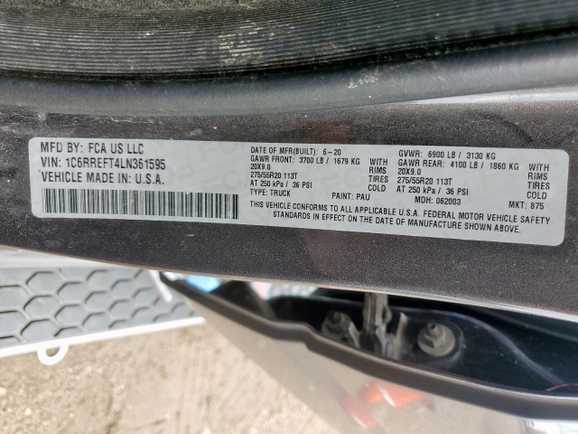 MFD BY: FCA US LLC
VIN: 1C6RREFT4LN361595
VEHICLE MADE IN: U.S.A.
DATE OF MFR(BUILT): 6-20
GAWR FRONT: 3700 LB / 1679 KG
WITH
20X9.0
RIMS
275/55R20 113T
TIRES
AT 250 kPa / 36 PSI
COLD
TYPE: TRUCK
PAINT: PAU
GVWR: 6900 LB / 3130 KG
GAWR REAR: 4100 LB / 1860 KG
WITH
20X9.0
RIMS
275/55R20 113T
TIRES
AT 250 kPa / 36 PSI
COLD
MDH: 062003
MKT: 875
THIS VEHICLE CONFORMS TO ALL APPLICABLE U.S.A. FEDERAL MOTOR VEHICLE SAFETY
STANDARDS IN EFFECT ON THE DATE OF MANUFACTURE SHOWN ABOVE.